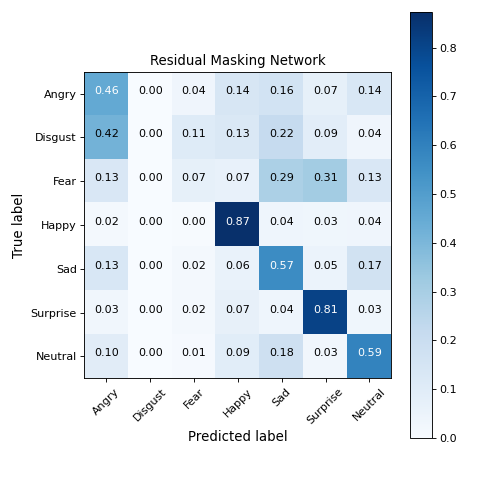 Residual Masking Network
Angry 0.46 0.00 0.04 0.14 0.16 0.07 0.14
Disgust 0.42 0.00 0.11 0.13 0.22 0.09 0.04
Fear 0.13 0.00 0.07 0.07 0.29 0.31 0.13
Happy 0.02 0.00 0.00 0.87 0.04 0.03 0.04
Sad 0.13 0.00 0.02 0.06 0.57 0.05 0.17
Surprise 0.03 0.00 0.02 0.07 0.04 0.81 0.03
Neutral 0.10 0.00 0.01 0.09 0.18 0.03 0.59
Angry Disgust Fear Happy Sad Surprise Neutral
Predicted label
True label
0.8
0.7
0.6
0.5
0.4
0.3
0.2
0.1
0.0